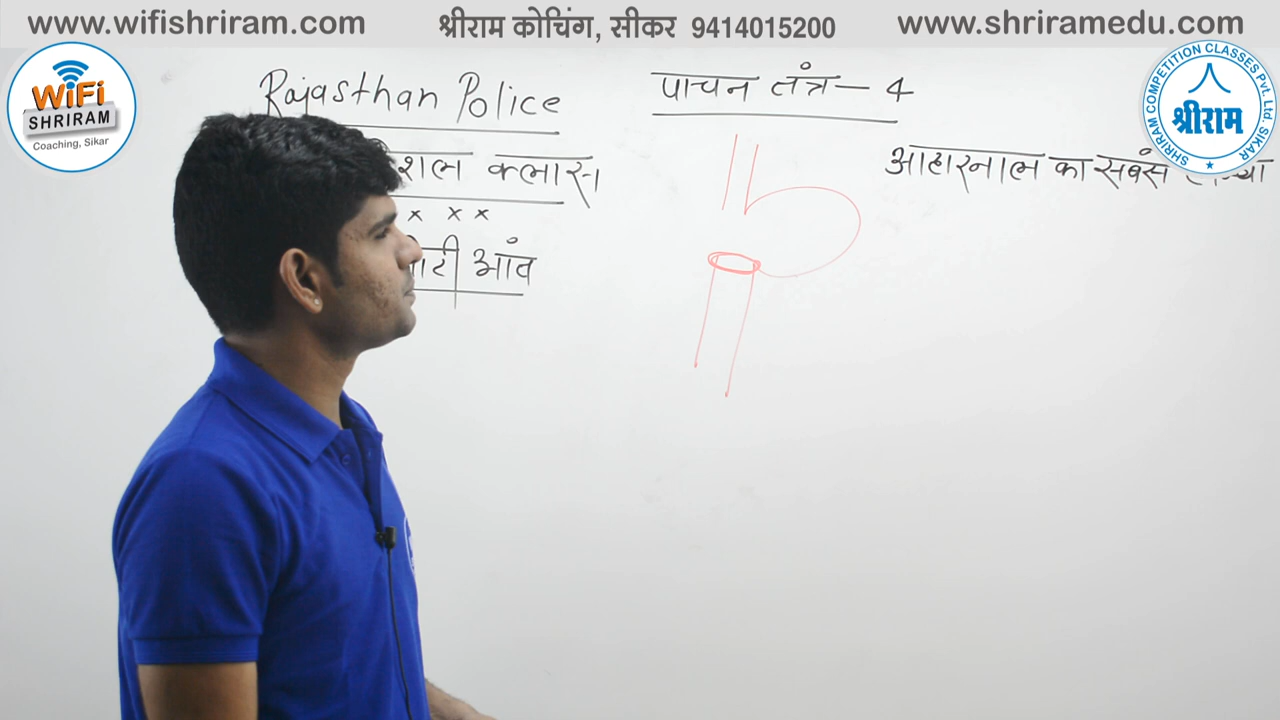 www.wifishriram.com
श्रीराम कोचिंग, सीकर 9414015200
www.shriramedu.com
WiFi
SHRIRAM
Coaching, Sikar
SHRIRAM COMPETITION CLASSES Pvt. Ltd. SIKAR
श्रीराम
Rajasthan Police
पाचन तंत्र – 4
क्लास
आहारनाल का सबसे
x x x
आंत